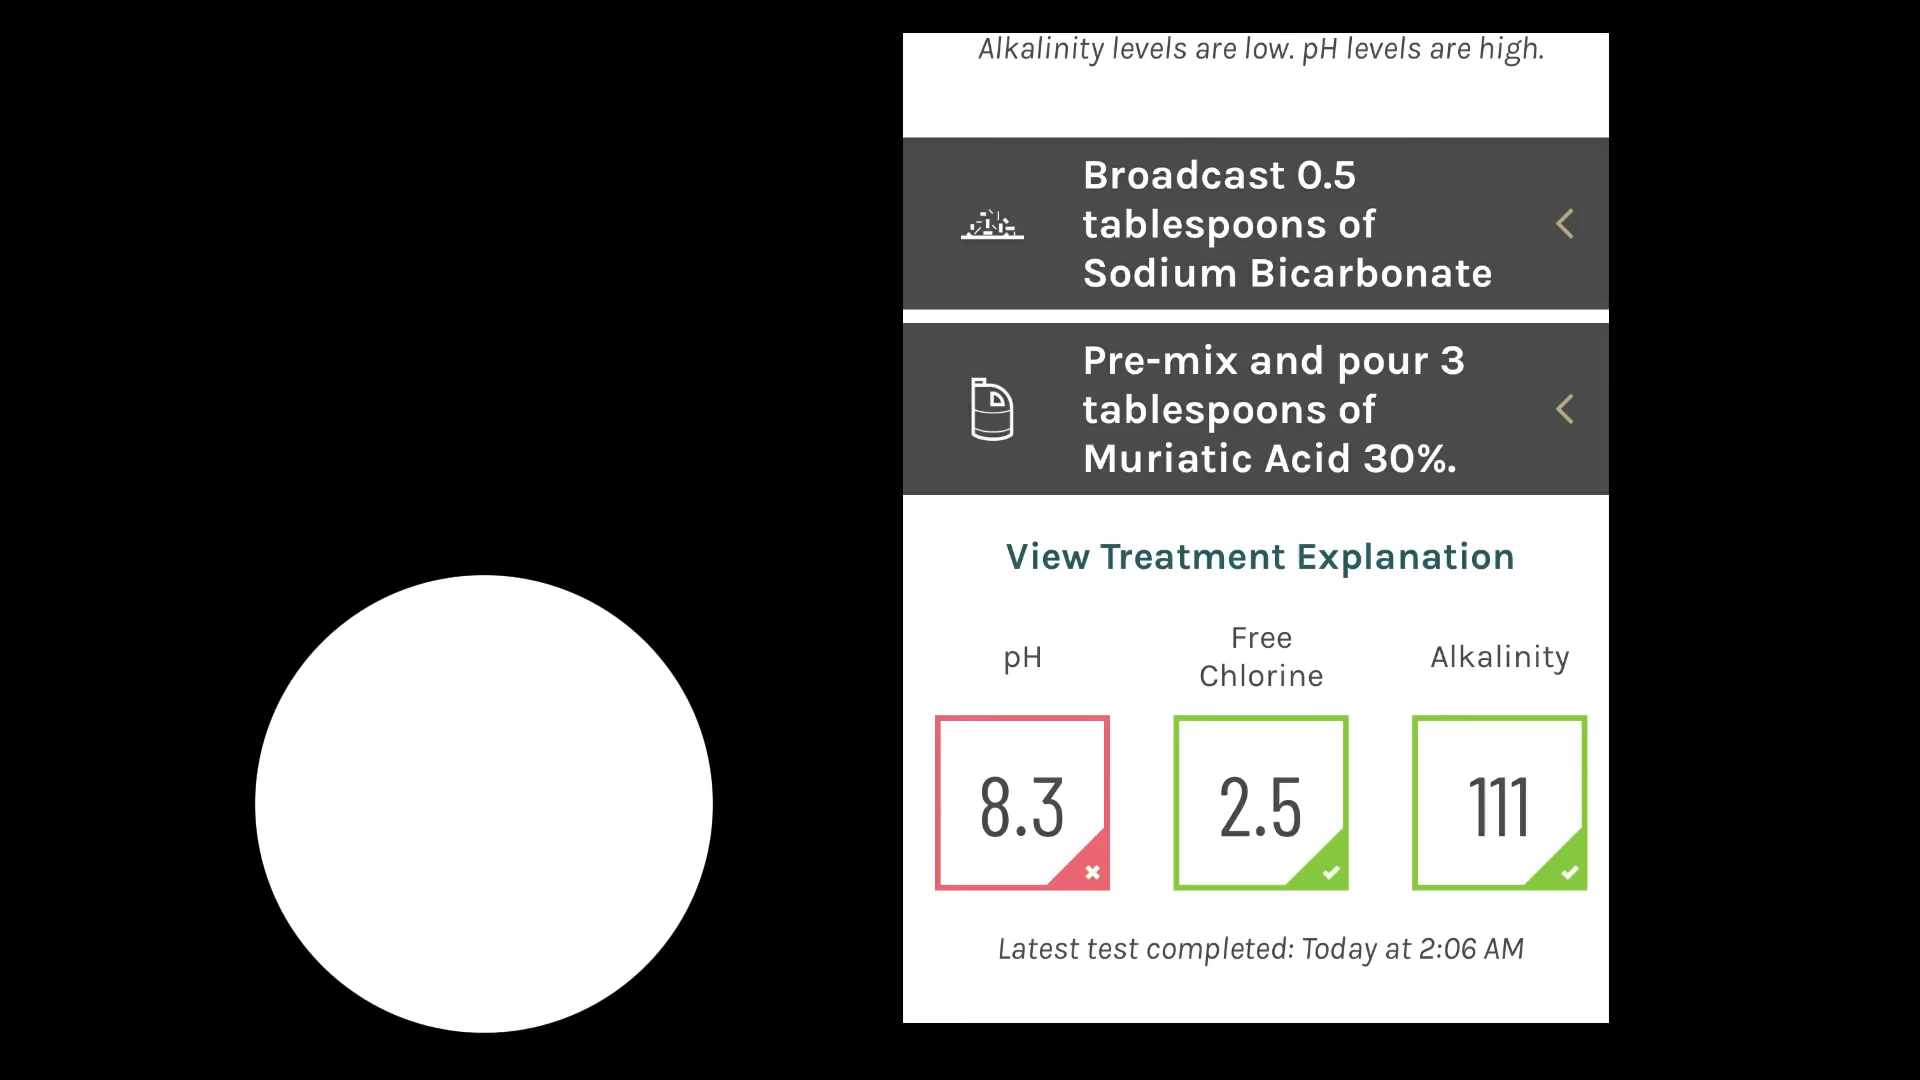 Alkalinity levels are low. pH levels are high.
Broadcast 0.5
tablespoons of
Sodium Bicarbonate
Pre-mix and pour 3
tablespoons of
Muriatic Acid 30%.
View Treatment Explanation
pH
Free
Chlorine
Alkalinity
8.3
2.5
111
Latest test completed: Today at 2:06 AM